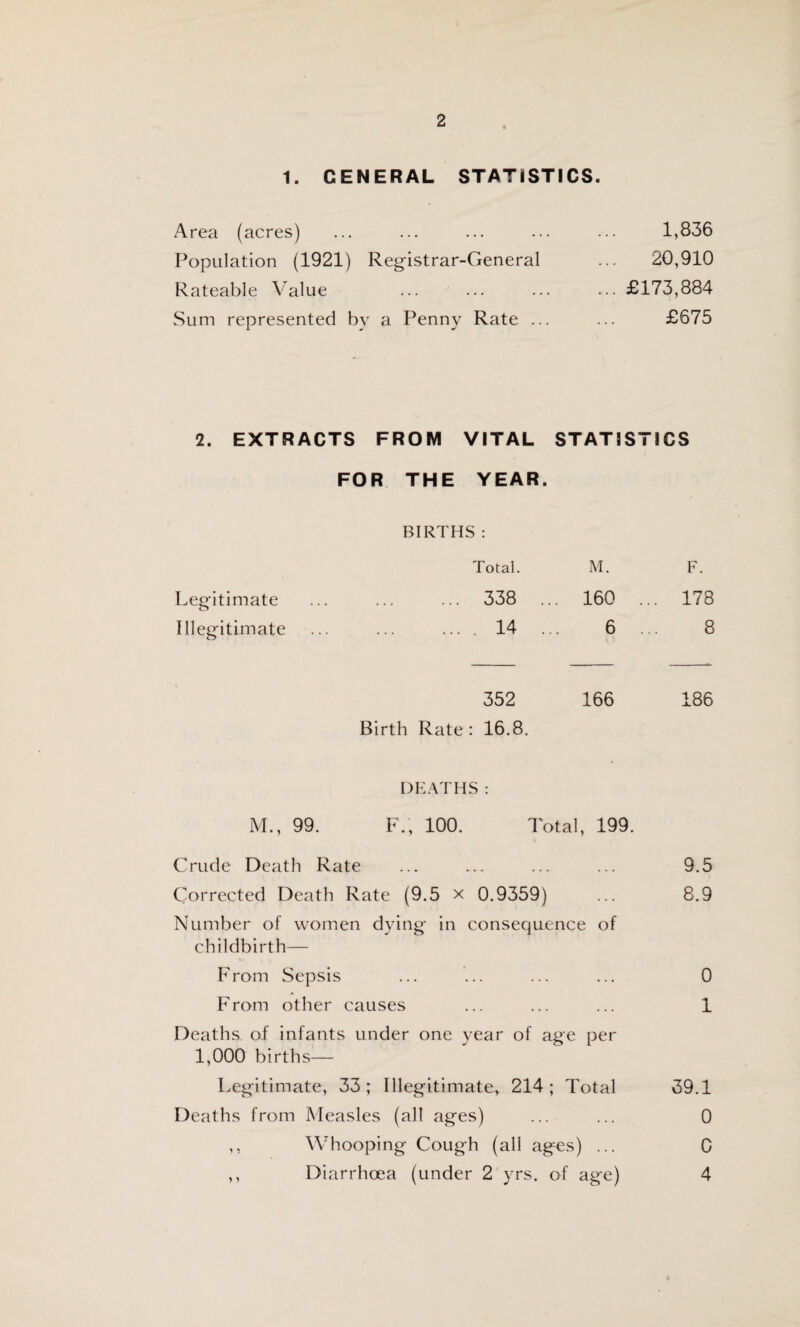 2
1. GENERAL STATISTICS.
Area (acres) ... ... ... ... ... 1,836
Population (1921) Registrar-General ... 20,910
Rateable Value ... ... ... ... £173,884
Sum represented by a Penny Rate ... ... £675
2. EXTRACTS FROM VITAL STATISTICS
FOR THE YEAR.
BIRTHS :
Total. M. F.
Legitimate ... ... ... 338 ... 160 ... 178
Illegitimate ... ... ... . 14 ... 6 ... 8
352 166 186
Birth Rate : 16.8.
DEATHS :
M., 99. F., 100. Total, 199.
Crude Death Rate ... ... ... ... 9.5
Corrected Death Rate (9.5 x 0.9359) ... 8.9
Number of women dying in consequence of
childbirth—
From Sepsis ... ... ... ... 0
From other causes ... ... ... 1
Deaths of infants under one year of age per
1,000 births—
Legitimate, 33 ; Illegitimate, 214 ; Total 39.1
Deaths from Measles (all ages) ... ... 0
,, Whooping Cough (all ages) ... 0
,, Diarrhœa (under 2 yrs. of age) 4